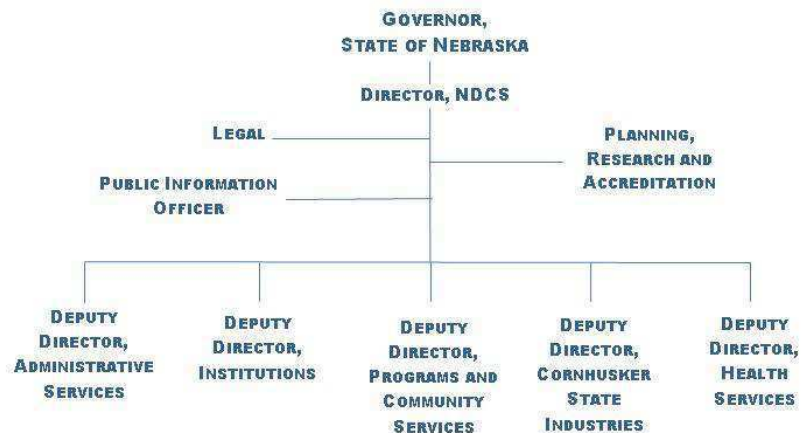 GOVERNOR,
STATE OF NEBRASKA
DIRECTOR, NDCS
LEGAL
PLANNING,
RESEARCH AND
ACCREDITATION
PUBLIC INFORMATION
OFFICER
DEPUTY
DIRECTOR,
ADMINISTRATIVE
SERVICES
DEPUTY
DIRECTOR,
INSTITUTIONS
DEPUTY
DIRECTOR,
PROGRAMS AND
COMMUNITY
SERVICES
DEPUTY
DIRECTOR,
CORNHUSKER
STATE
INDUSTRIES
DEPUTY
DIRECTOR,
HEALTH
SERVICES